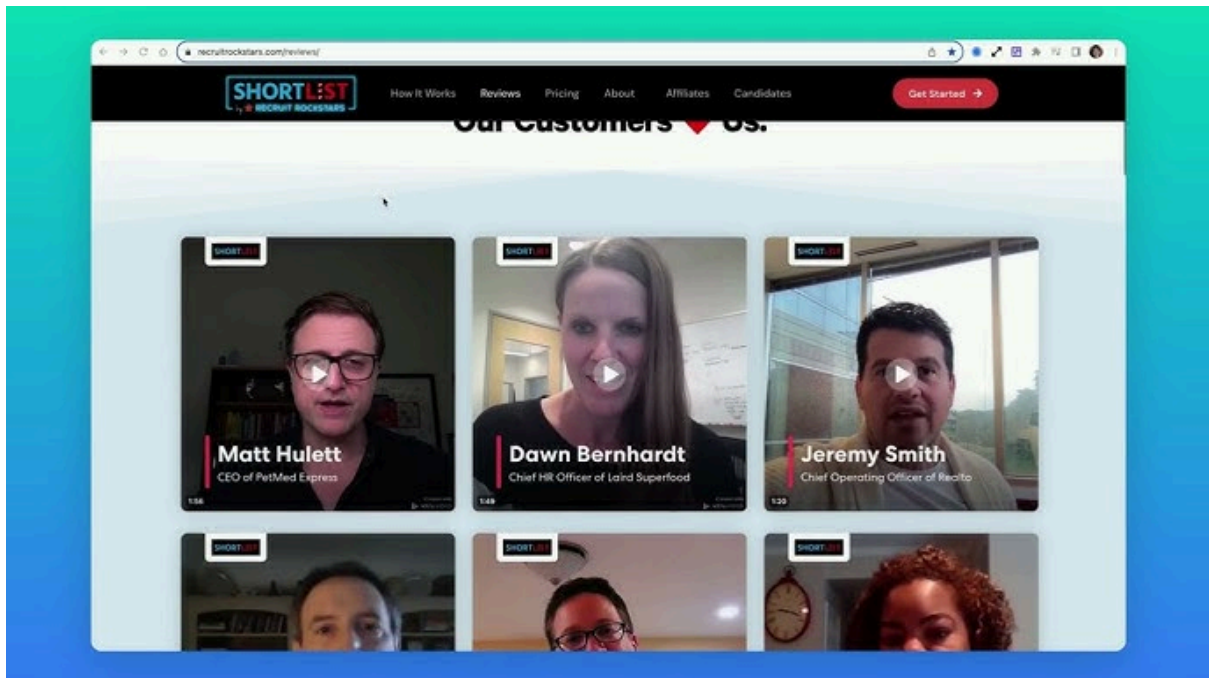 recruitrockstars.com/reviews/
SHORTLIST
by RECRUIT ROCKSTARS
How It Works
Reviews
Pricing
About
Affiliates
Candidates
Get Started →
Our Customers ♥ Us.
SHORTLIST
SHORTLIST
SHORTLIST
Matt Hulett
CEO of PetMed Express
1:56
Dawn Bernhardt
Chief HR Officer of Laird Superfood
1:49
Jeremy Smith
Chief Operating Officer of Realto
1:20
SHORTLIST
SHORTLIST
SHORTLIST